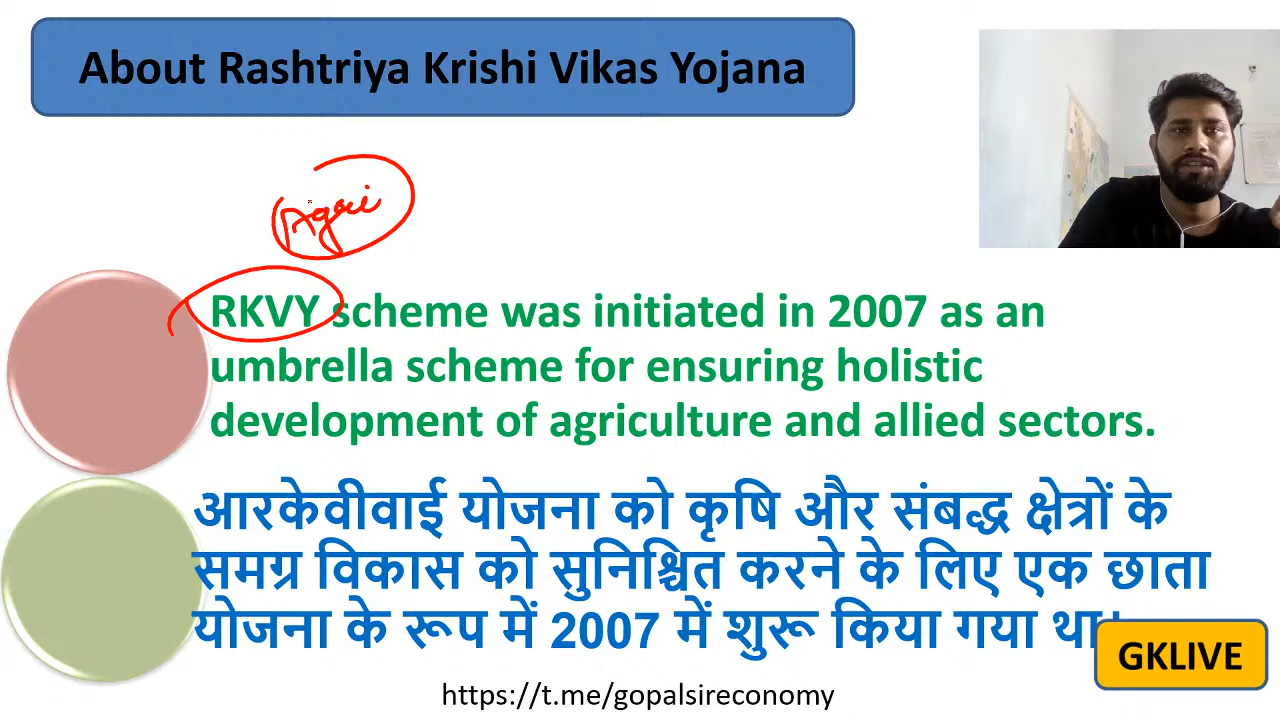 About Rashtriya Krishi Vikas Yojana
Agri
RKVY scheme was initiated in 2007 as an
umbrella scheme for ensuring holistic
development of agriculture and allied sectors.
आरकेवीवाई योजना को कृषि और संबद्ध क्षेत्रों के
समग्र विकास को सुनिश्चित करने के लिए एक छाता
योजना के रूप में 2007 में शुरू किया गया था।
GKLIVE
https://t.me/gopalsireconomy